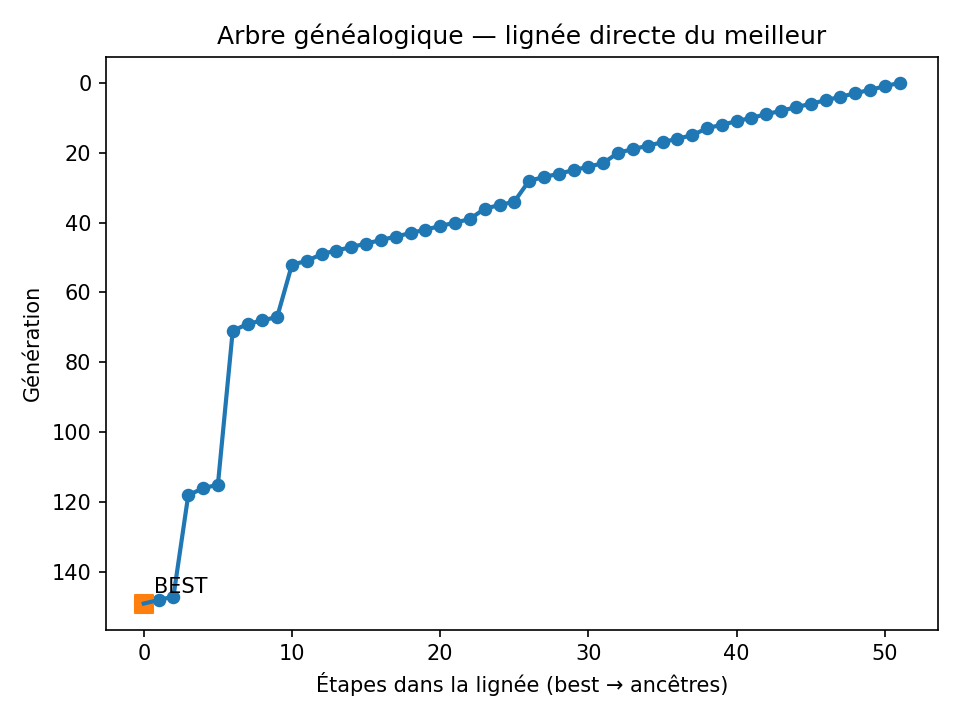 Arbre généalogique — lignée directe du meilleur
0
20
40
60
80
100
120
140
Génération
BEST
0 10 20 30 40 50
Étapes dans la lignée (best → ancêtres)